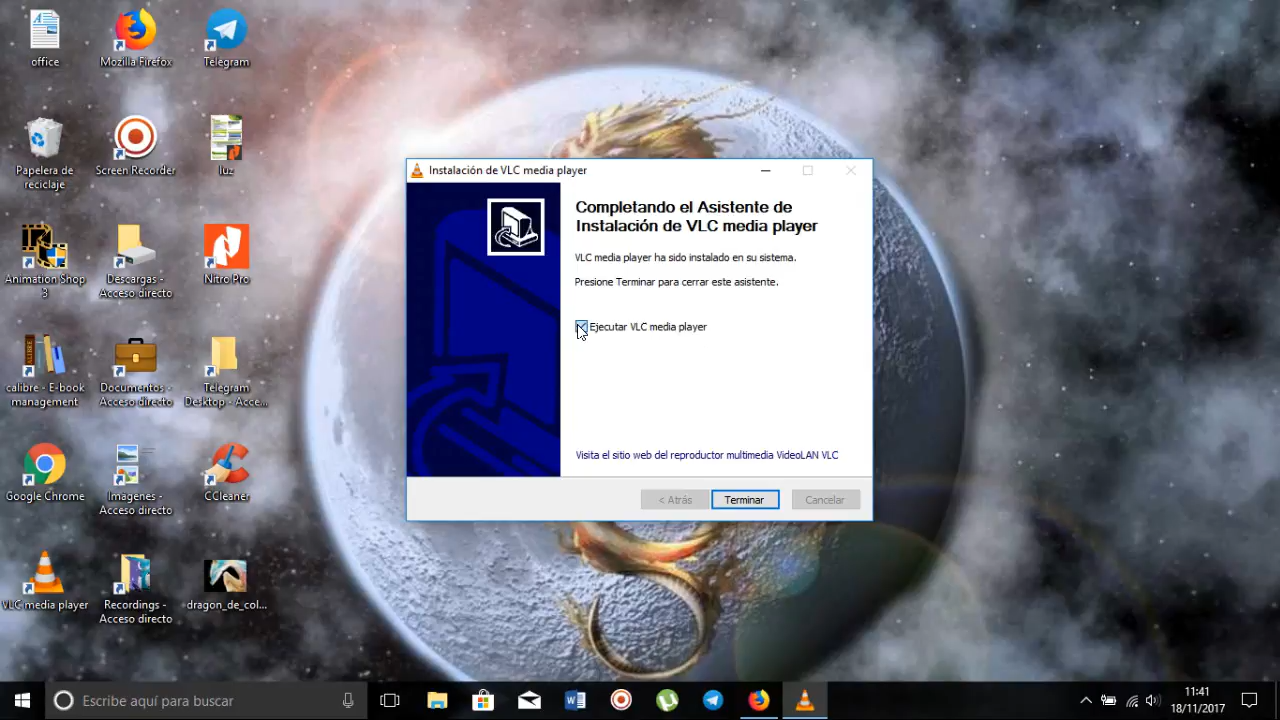 office
Mozilla Firefox
Telegram
Papelera de
reciclaje
Screen Recorder
luz
Animation Shop
3
Descargas -
Acceso directo
Nitro Pro
calibre - E-book
management
Documentos -
Acceso directo
Telegram
Desktop - Acce...
Google Chrome
Imágenes -
Acceso directo
CCleaner
VLC media player
Recordings -
Acceso directo
dragon_de_col...
Instalación de VLC media player
Completando el Asistente de
Instalación de VLC media player
VLC media player ha sido instalado en su sistema.
Presione Terminar para cerrar este asistente.
Ejecutar VLC media player
Visita el sitio web del reproductor multimedia VideoLAN VLC
< Atrás
Terminar
Cancelar
Escribe aquí para buscar
11:41
18/11/2017